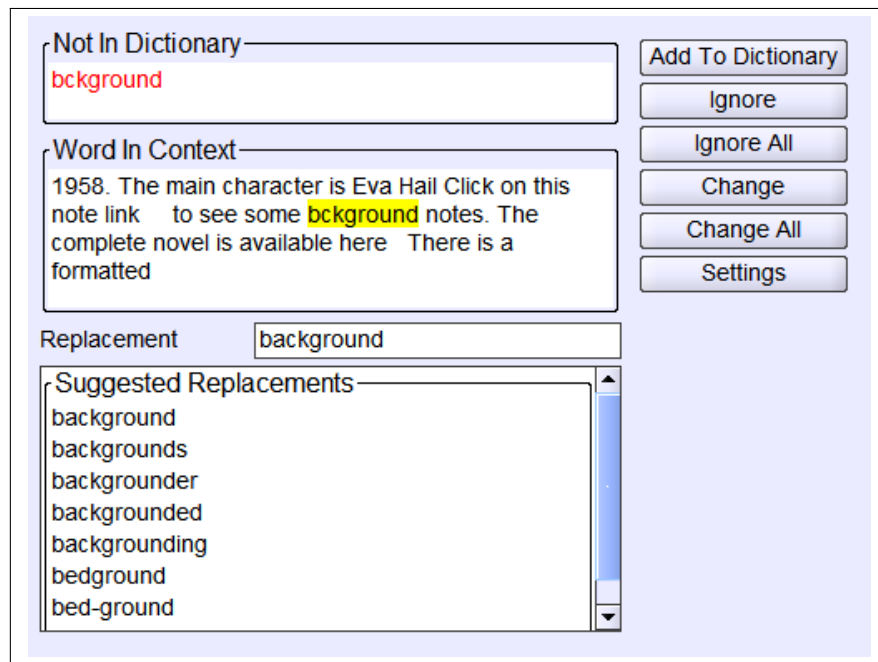 Not In Dictionary
bckground
Word In Context
1958. The main character is Eva Hail Click on this
note link to see some bckground notes. The
complete novel is available here There is a
formatted
Replacement background
Suggested Replacements
background
backgrounds
backgrounder
backgrounded
backgrounding
bedground
bed-ground
Add To Dictionary
Ignore
Ignore All
Change
Change All
Settings